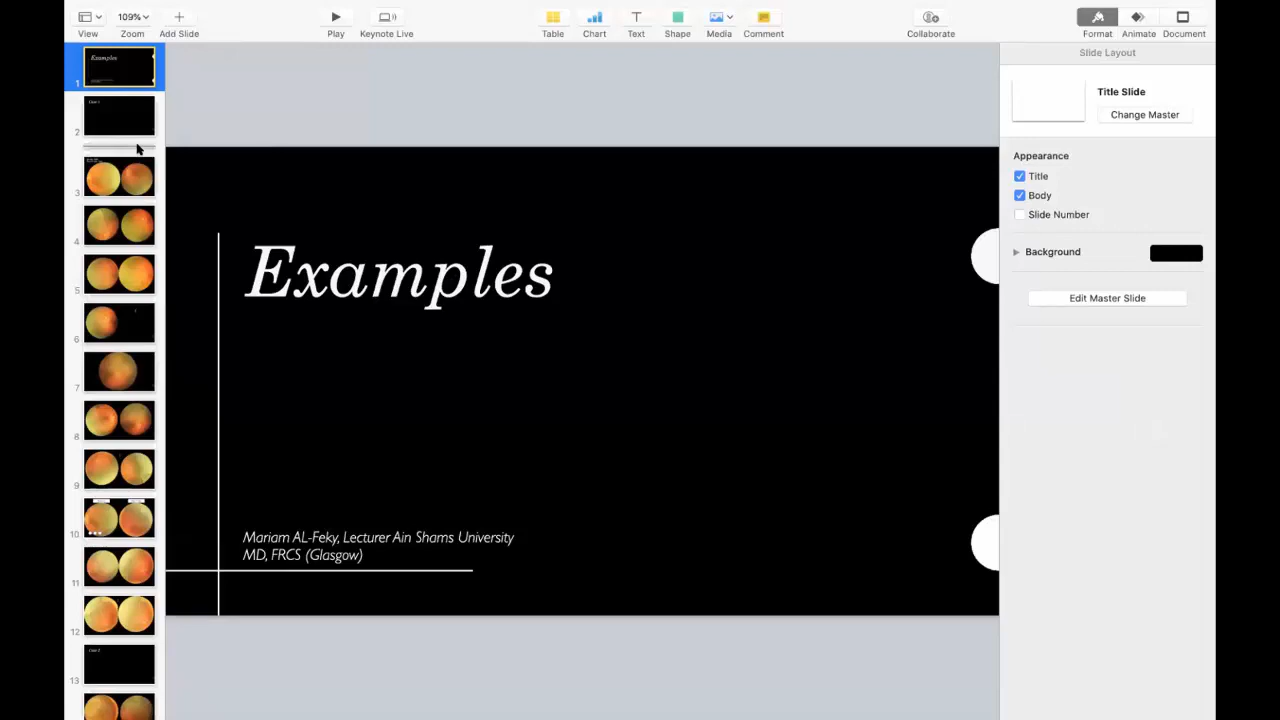 109%
View
Zoom
Add Slide
Play
Keynote Live
Table
Chart
Text
Shape
Media
Comment
Collaborate
Format
Animate
Document
Slide Layout
Title Slide
Change Master
Appearance
Title
Body
Slide Number
Background
Edit Master Slide
Examples
1
2
3
4
5
6
7
8
9
10
11
12
13
Examples
Mariam AL-Feky, Lecturer Ain Shams University
MD, FRCS (Glasgow)